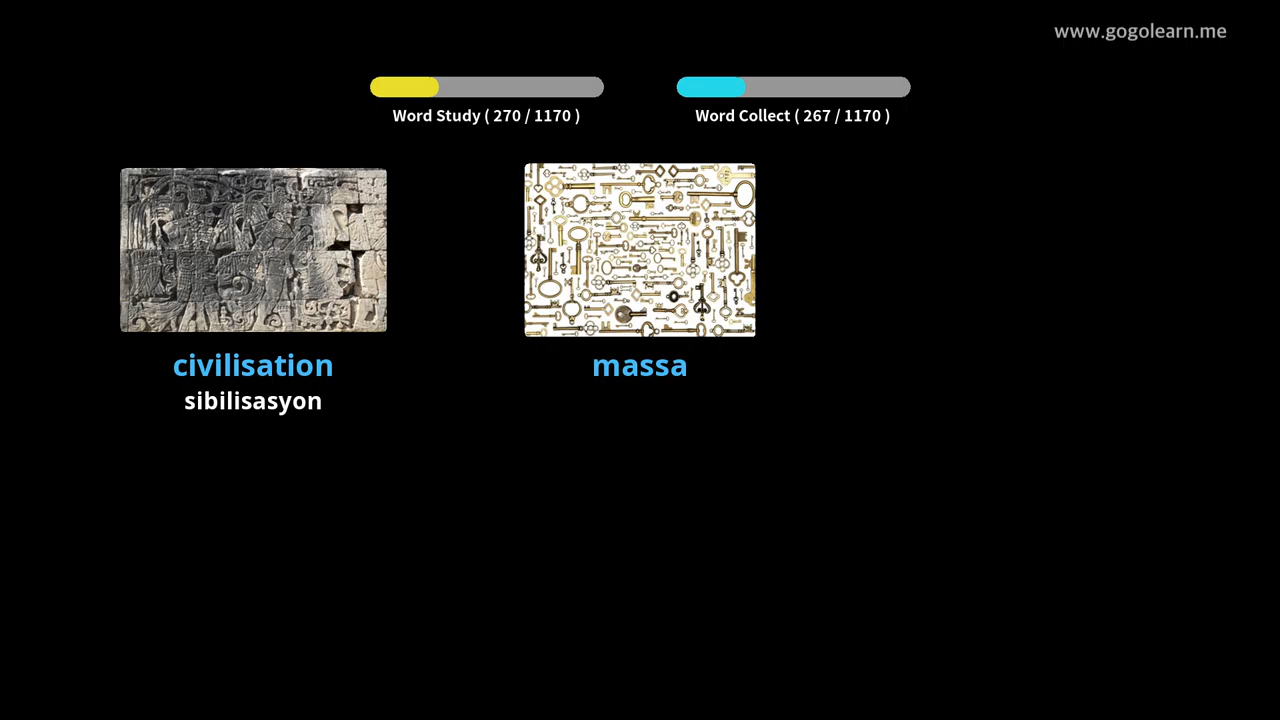 www.gogolearn.me
Word Study ( 270 / 1170 )
Word Collect ( 267 / 1170 )
civilisation
sibilisasyon
massa